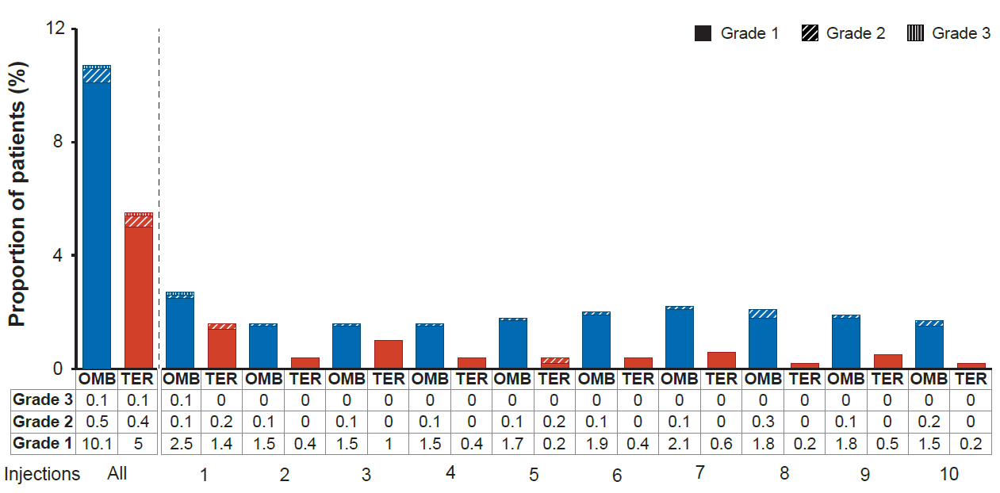 12
8
4
0
Proportion of patients (%)
Grade 1 Grade 2 Grade 3
OMB TER OMB TER OMB TER OMB TER OMB TER OMB TER OMB TER OMB TER OMB TER OMB TER OMB TER
Grade 3 0.1 0.1 0.1 0 0 0 0 0 0 0 0 0 0 0 0 0 0 0 0 0 0 0
Grade 2 0.5 0.4 0.1 0.2 0.1 0 0.1 0 0.1 0 0.1 0.2 0.1 0 0.1 0 0.3 0 0.1 0 0.2 0
Grade 1 10.1 5 2.5 1.4 1.5 0.4 1.5 1 1.5 0.4 1.7 0.2 1.9 0.4 2.1 0.6 1.8 0.2 1.8 0.5 1.5 0.2
Injections All 1 2 3 4 5 6 7 8 9 10